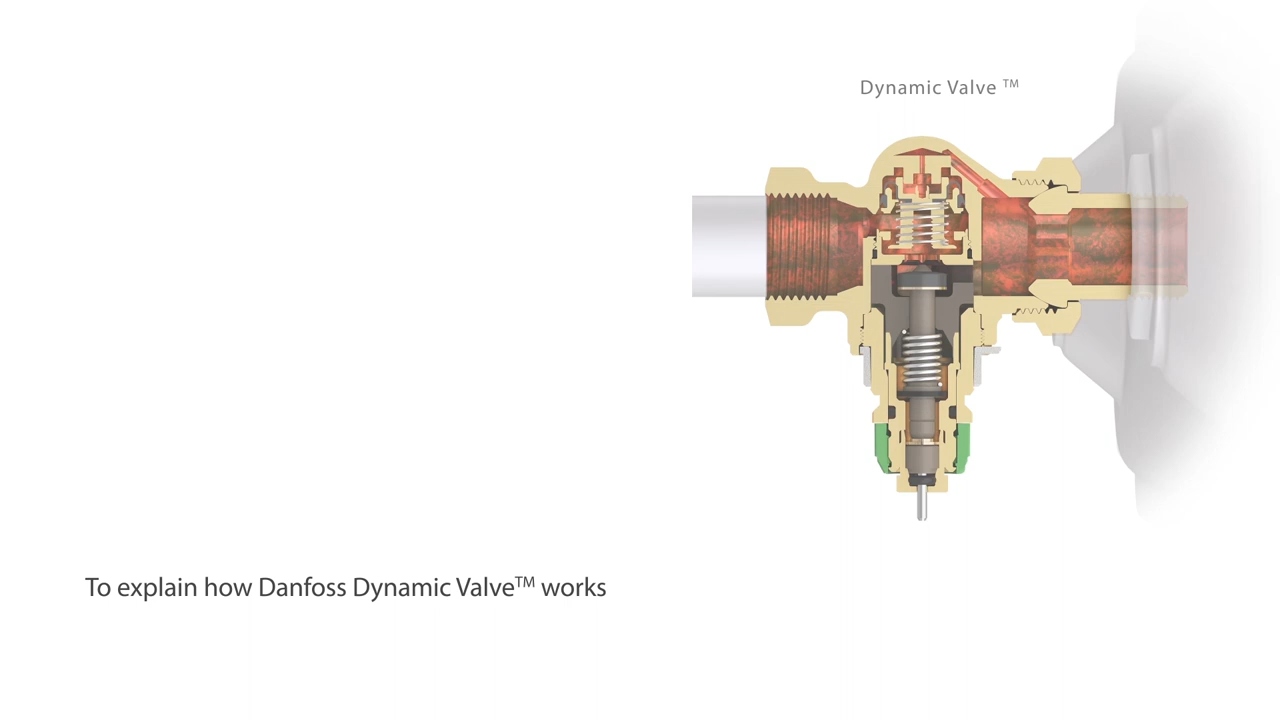 Dynamic Valve ™
To explain how Danfoss Dynamic Valve™ works